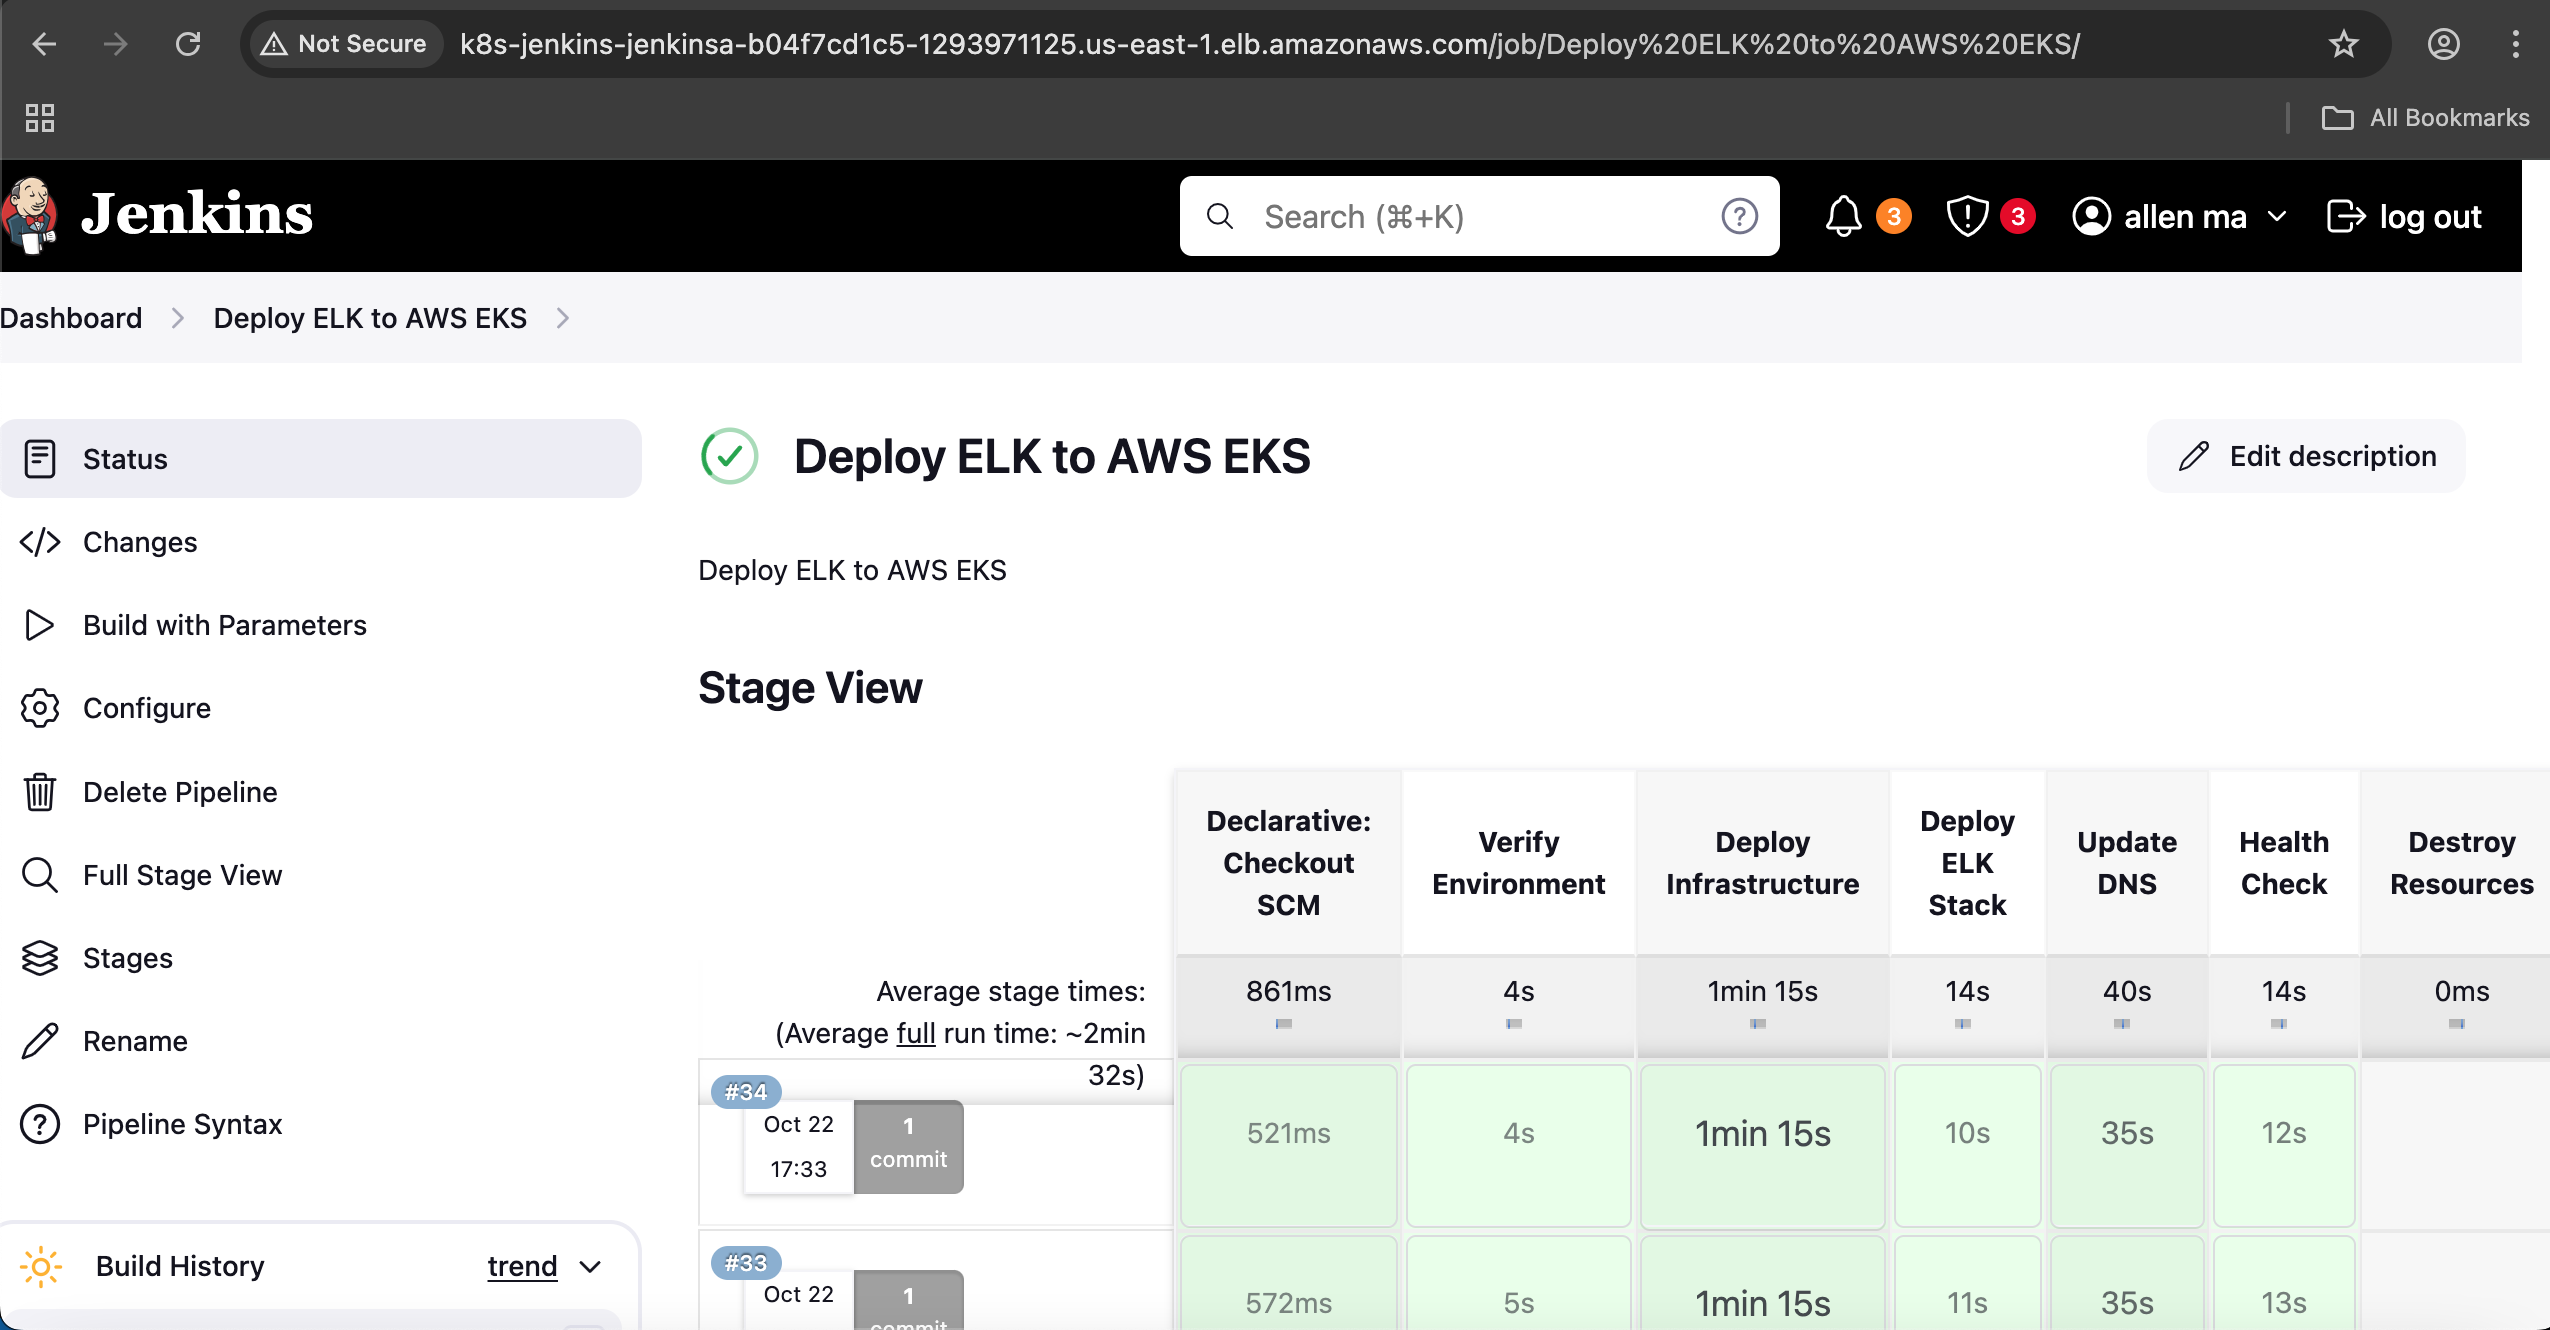 Not Secure
k8s-jenkins-jenkinsa-b04f7cd1c5-1293971125.us-east-1.elb.amazonaws.com/job/Deploy%20ELK%20to%20AWS%20EKS/
All Bookmarks
Jenkins
Search (⌘+K)
?
3
3
allen ma
log out
Dashboard
Deploy ELK to AWS EKS
Status
Changes
Build with Parameters
Configure
Delete Pipeline
Full Stage View
Stages
Rename
Pipeline Syntax
Build History
trend
Deploy ELK to AWS EKS
Edit description
Deploy ELK to AWS EKS
Stage View
Declarative:
Checkout
SCM
Verify
Environment
Deploy
Infrastructure
Deploy
ELK
Stack
Update
DNS
Health
Check
Destroy
Resources
Average stage times:
(Average full run time: ~2min
32s)
861ms
4s
1min 15s
14s
40s
14s
0ms
#34
Oct 22
17:33
1
commit
521ms
4s
1min 15s
10s
35s
12s
#33
Oct 22
1
commit
572ms
5s
1min 15s
11s
35s
13s